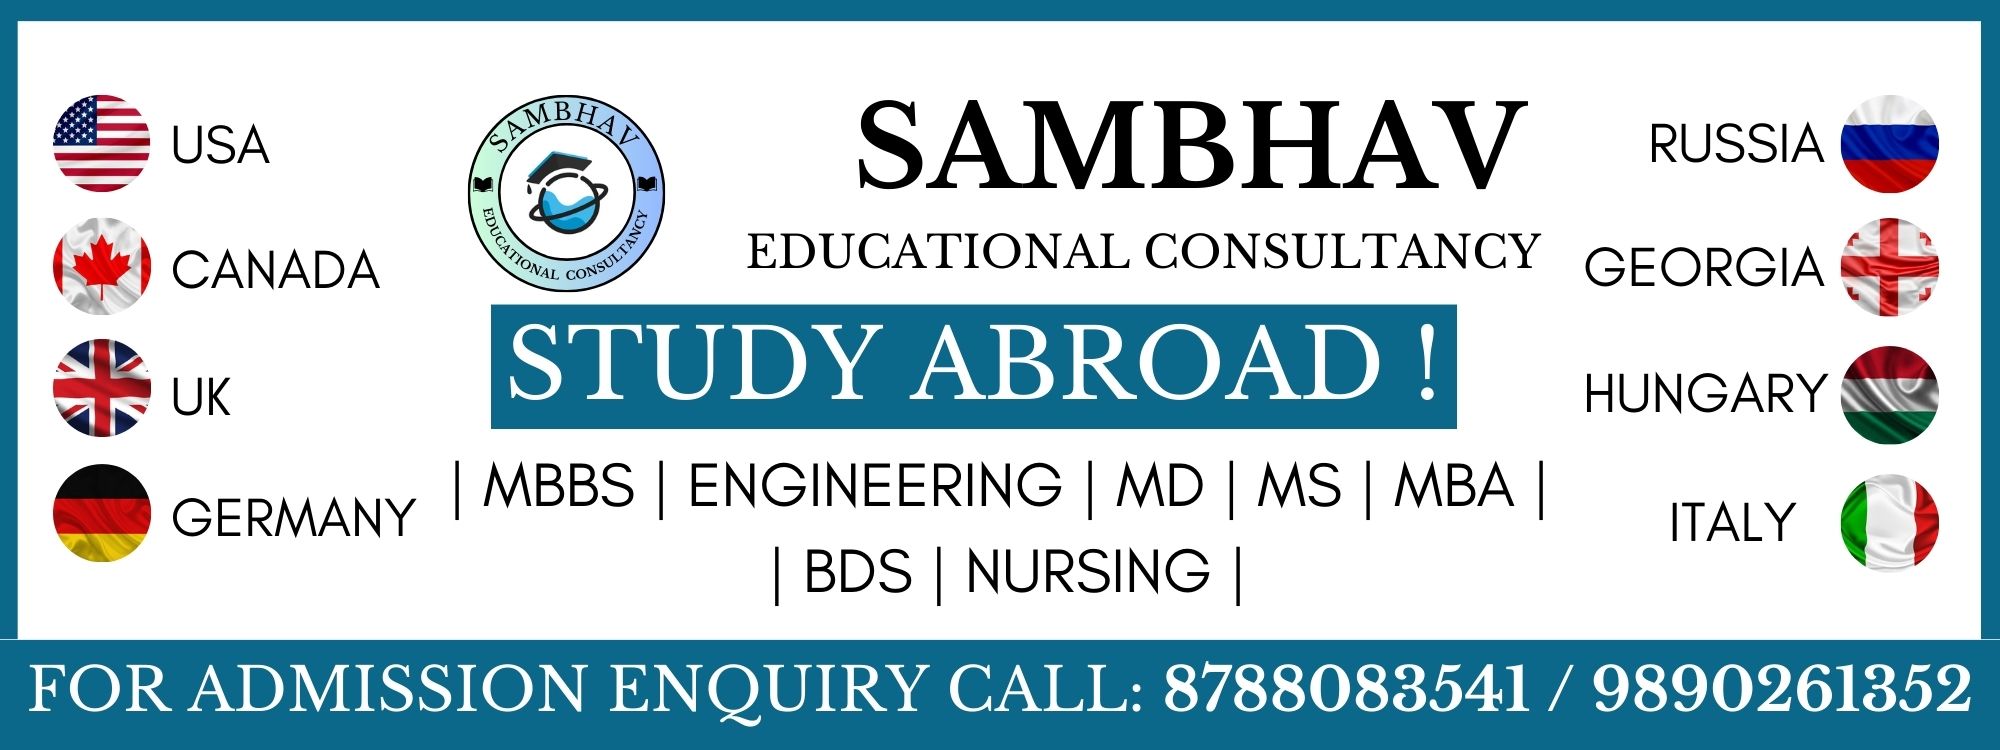 USA
CANADA
UK
GERMANY
SAMBHAV
EDUCATIONAL CONSULTANCY
SAMBHAV
EDUCATIONAL CONSULTANCY
STUDY ABROAD !
| MBBS | ENGINEERING | MD | MS | MBA |
| BDS | NURSING |
RUSSIA
GEORGIA
HUNGARY
ITALY
FOR ADMISSION ENQUIRY CALL: 8788083541 / 9890261352